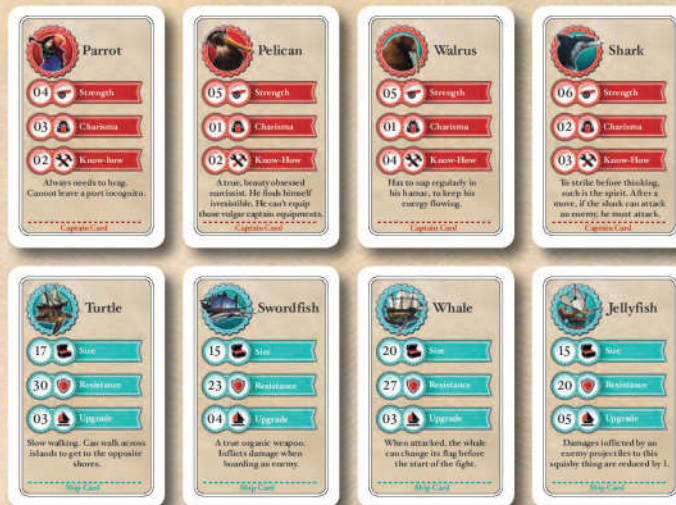 Parrot
04 Strength
03 Charisma
02 Know-how
Always needs to brag.
Cannot leave a port incognito.
Captain Card
Pelican
05 Strength
01 Charisma
02 Know-How
A true, beauty obsessed
narcissist. He finds himself
irresistible. He can't equip
those vulgar captain equipments.
Captain Card
Walrus
05 Strength
01 Charisma
04 Know-How
Has to nap regularly in
his hamac, to keep his
energy flowing.
Captain Card
Shark
06 Strength
02 Charisma
03 Know-How
To strike before thinking,
such is the spirit. After a
move, if the shark can attack
an enemy, he must attack.
Captain Card
Turtle
17 Size
30 Resistance
03 Upgrade
Slow walking. Can walk across
islands to get to the opposite
shores.
Ship Card
Swordfish
15 Size
23 Resistance
04 Upgrade
A true organic weapon.
Inflicts damage when
boarding an enemy.
Ship Card
Whale
20 Size
27 Resistance
03 Upgrade
When attacked, the whale
can change its flag before
the start of the fight.
Ship Card
Jellyfish
15 Size
20 Resistance
05 Upgrade
Damages inflicted by an
enemy projectiles to this
squishy thing are reduced by 1.
Ship Card